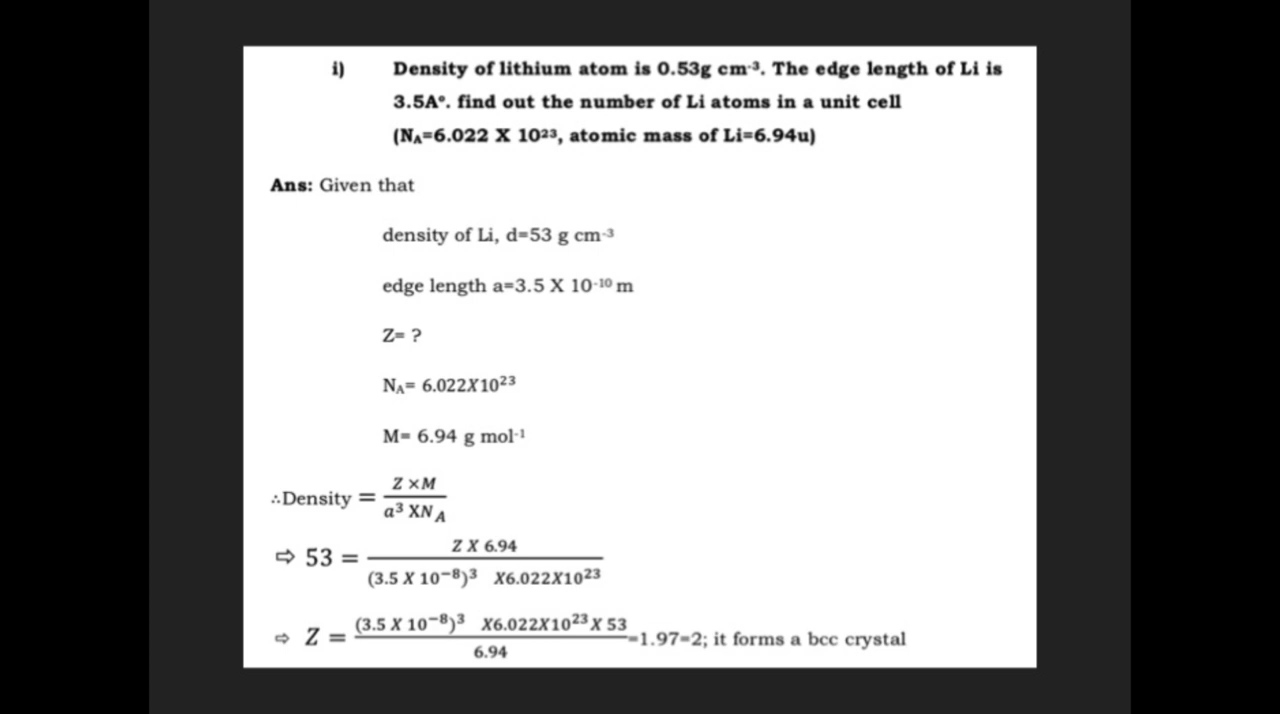 i) Density of lithium atom is 0.53g cm⁻³. The edge length of Li is
3.5A°. find out the number of Li atoms in a unit cell
(N_A=6.022 X 10²³, atomic mass of Li=6.94u)
Ans: Given that
density of Li, d=53 g cm⁻³
edge length a=3.5 X 10⁻¹⁰ m
Z= ?
N_A= 6.022X10²³
M= 6.94 g mol⁻¹
∴Density = Z ×M / a³ XN_A
⇨ 53 = Z X 6.94 / (3.5 X 10⁻⁸)³ X6.022X10²³
⇨ Z = (3.5 X 10⁻⁸)³ X6.022X10²³ X 53 / 6.94 =1.97=2; it forms a bcc crystal